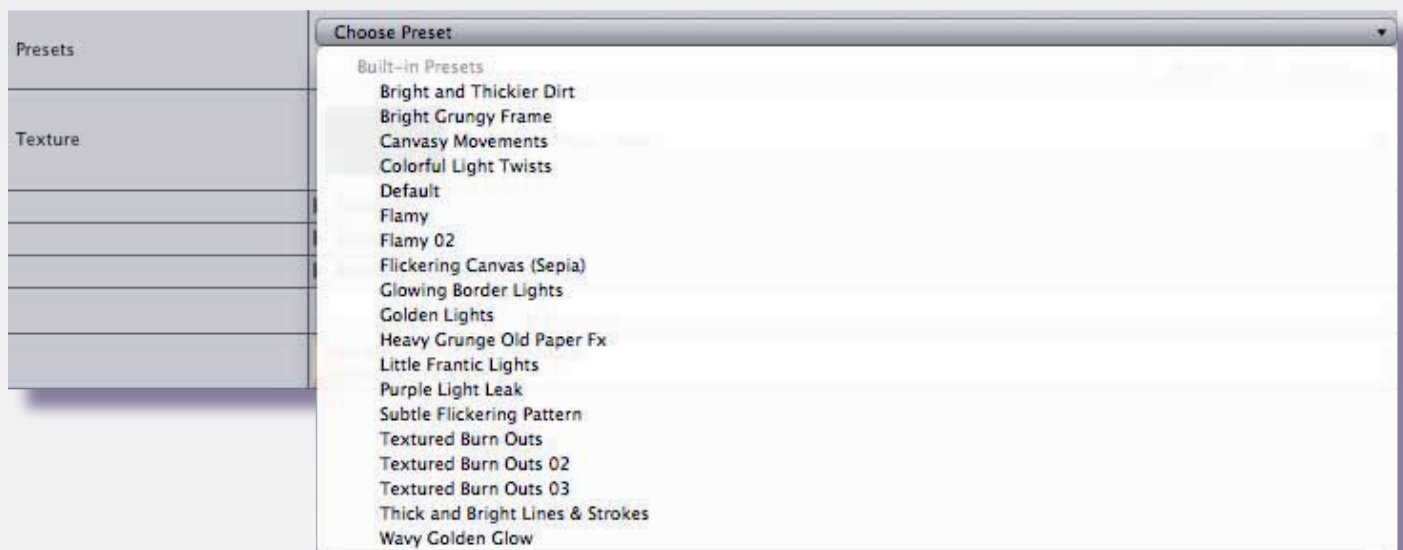 Presets
Choose Preset
Built-in Presets
Bright and Thickier Dirt
Bright Grungy Frame
Texture
Canvasy Movements
Colorful Light Twists
Default
Flamy
Flamy 02
Flickering Canvas (Sepia)
Glowing Border Lights
Golden Lights
Heavy Grunge Old Paper Fx
Little Frantic Lights
Purple Light Leak
Subtle Flickering Pattern
Textured Burn Outs
Textured Burn Outs 02
Textured Burn Outs 03
Thick and Bright Lines & Strokes
Wavy Golden Glow